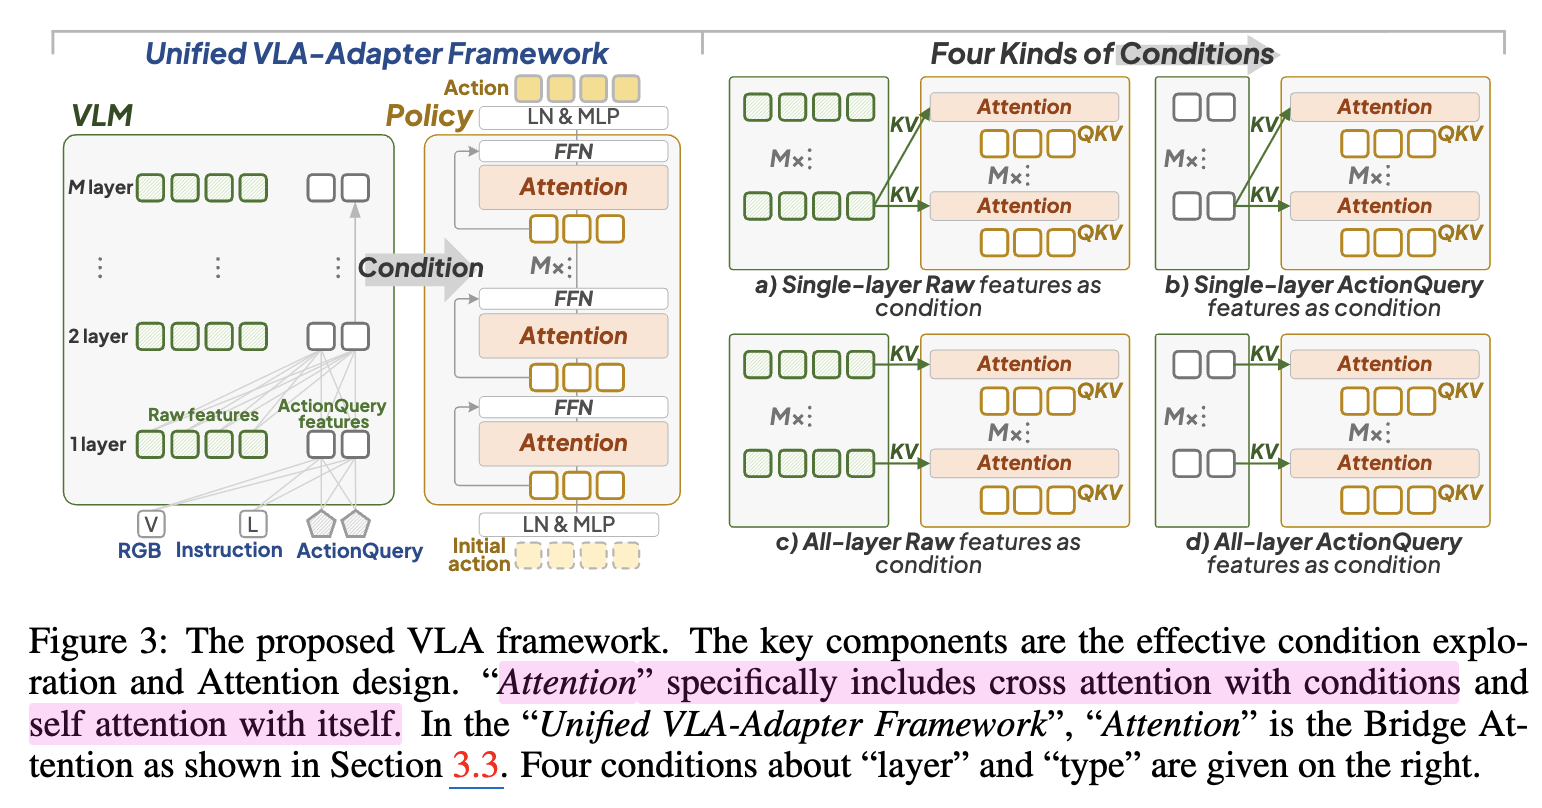 Unified VLA-Adapter Framework
Four Kinds of Conditions
VLM
Policy
Action
LN & MLP
FFN
Attention
M layer
Condition
M×
FFN
Attention
2 layer
Raw features
ActionQuery
features
FFN
Attention
1 layer
V
L
RGB
Instruction
ActionQuery
LN & MLP
Initial
action
Attention
KV
QKV
M×
M×
Attention
KV
QKV
a) Single-layer Raw features as
condition
Attention
KV
QKV
M×
M×
Attention
KV
QKV
b) Single-layer ActionQuery
features as condition
Attention
KV
QKV
M×
M×
Attention
KV
QKV
c) All-layer Raw features as
condition
Attention
KV
QKV
M×
M×
Attention
KV
QKV
d) All-layer ActionQuery
features as condition
Figure 3: The proposed VLA framework. The key components are the effective condition explo-
ration and Attention design. “Attention” specifically includes cross attention with conditions and
self attention with itself. In the “Unified VLA-Adapter Framework”, “Attention” is the Bridge At-
tention as shown in Section 3.3. Four conditions about “layer” and “type” are given on the right.